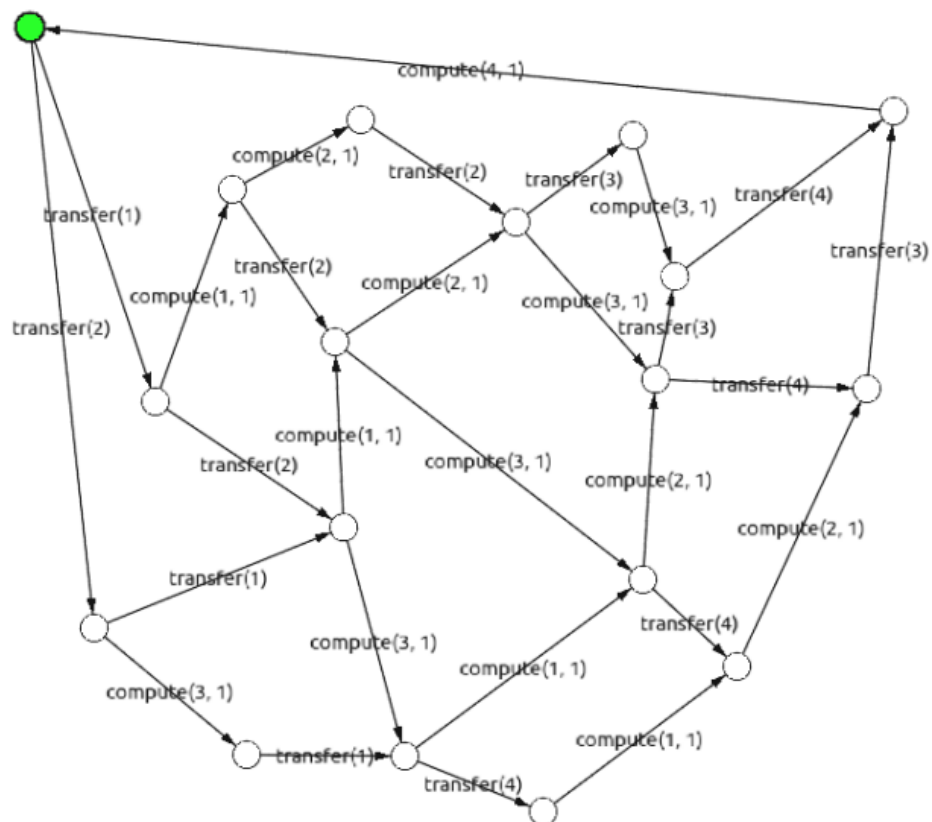 compute(4, 1)
compute(2, 1)
transfer(2)
transfer(3)
compute(3, 1)
transfer(4)
transfer(1)
transfer(3)
transfer(2)
compute(2, 1)
compute(1, 1)
compute(3, 1)
transfer(2)
transfer(3)
transfer(4)
compute(1, 1)
transfer(2)
compute(3, 1)
compute(2, 1)
compute(2, 1)
transfer(1)
transfer(4)
compute(3, 1)
compute(1, 1)
compute(3, 1)
compute(1, 1)
transfer(1)
transfer(4)